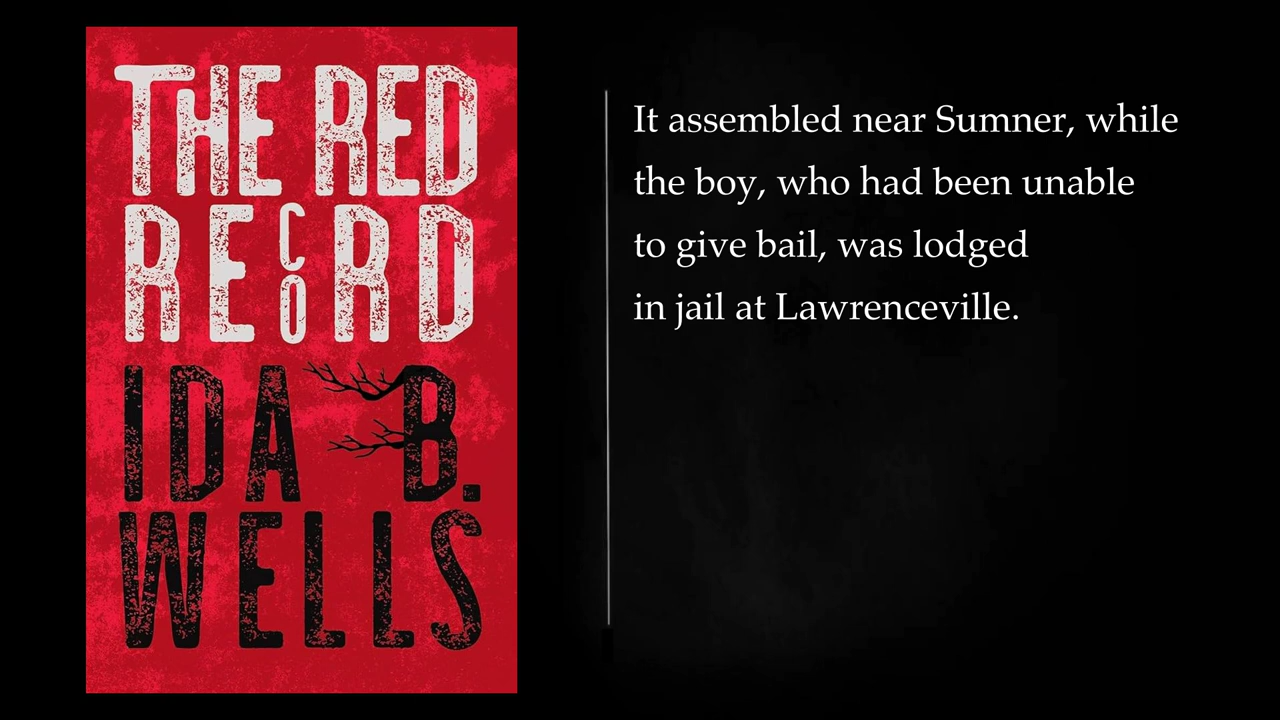 THE RED
RECORD
IDA B.
WELLS
It assembled near Sumner, while
the boy, who had been unable
to give bail, was lodged
in jail at Lawrenceville.